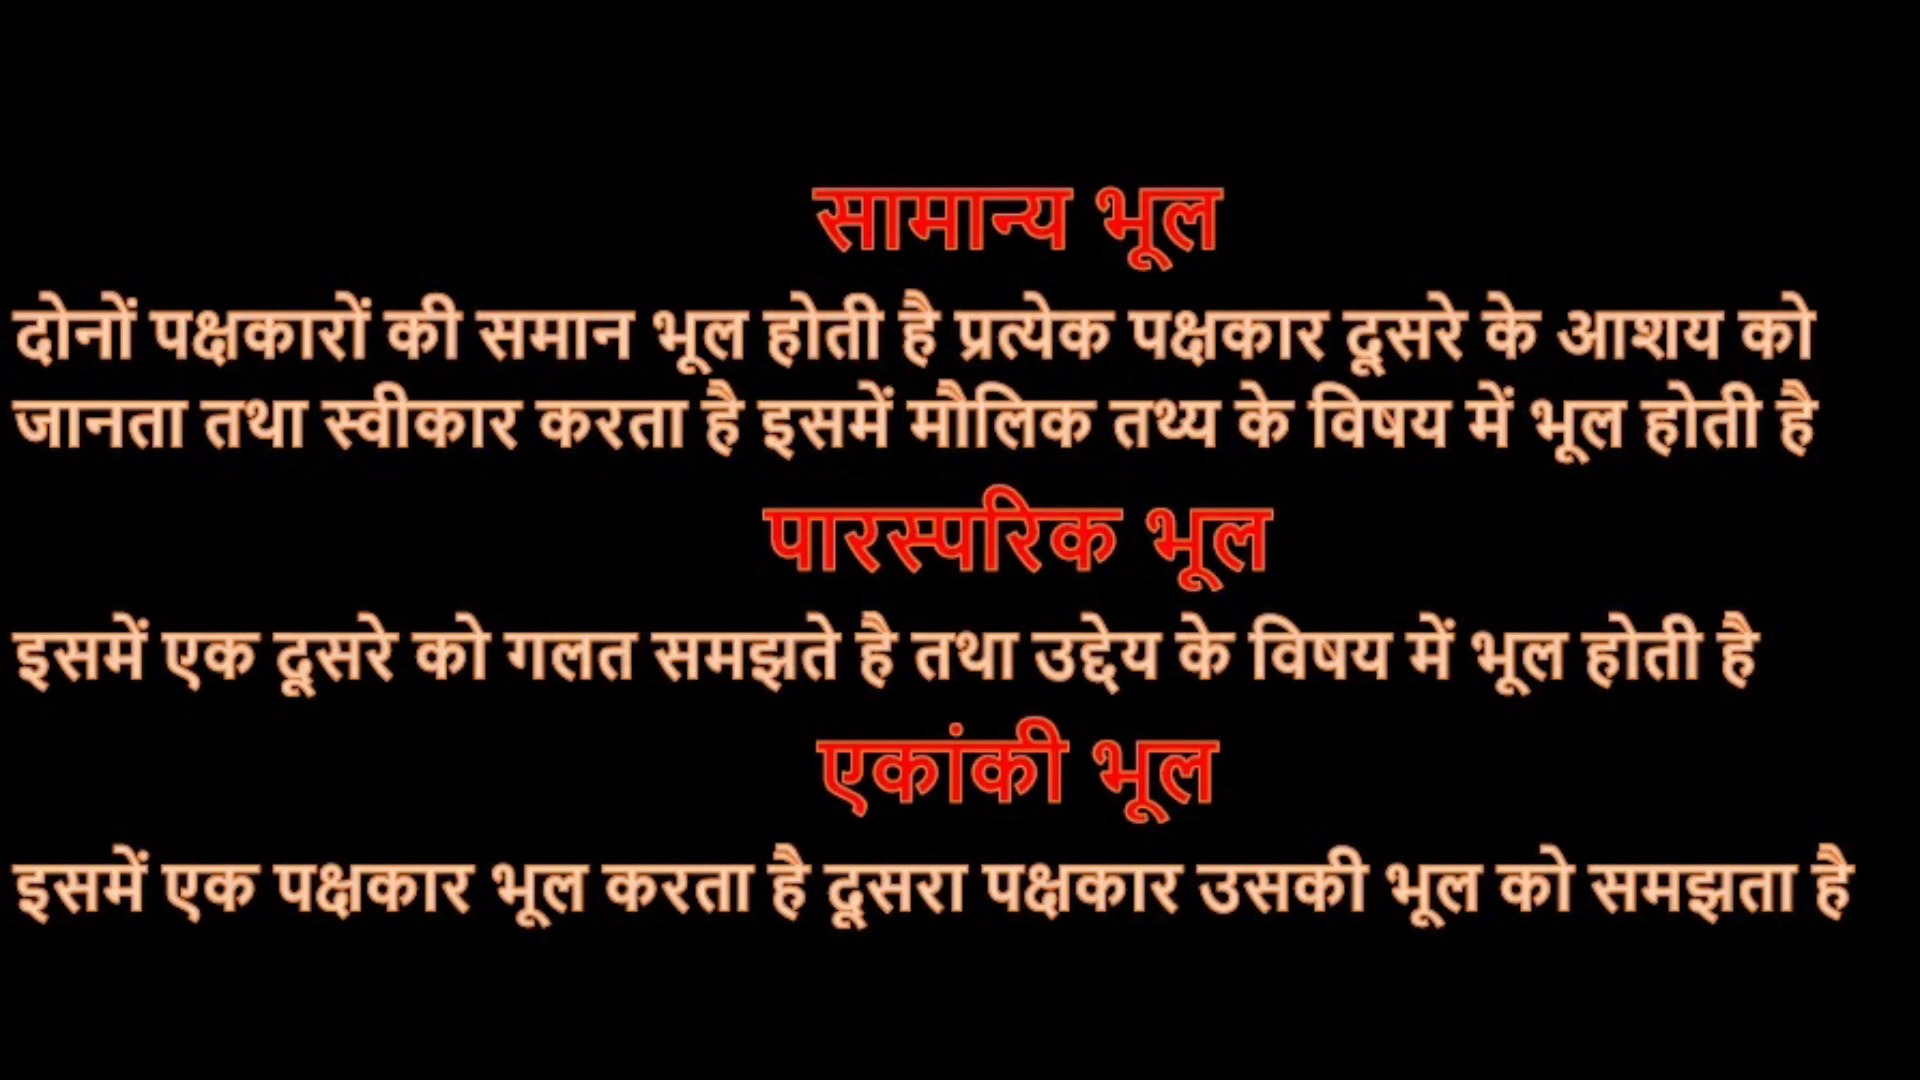 सामान्य भूल
दोनों पक्षकारों की समान भूल होती है प्रत्येक पक्षकार दूसरे के आशय को
जानता तथा स्वीकार करता है इसमें मौलिक तथ्य के विषय में भूल होती है
पारस्परिक भूल
इसमें एक दूसरे को गलत समझते है तथा उद्देय के विषय में भूल होती है
एकांकी भूल
इसमें एक पक्षकार भूल करता है दूसरा पक्षकार उसकी भूल को समझता है